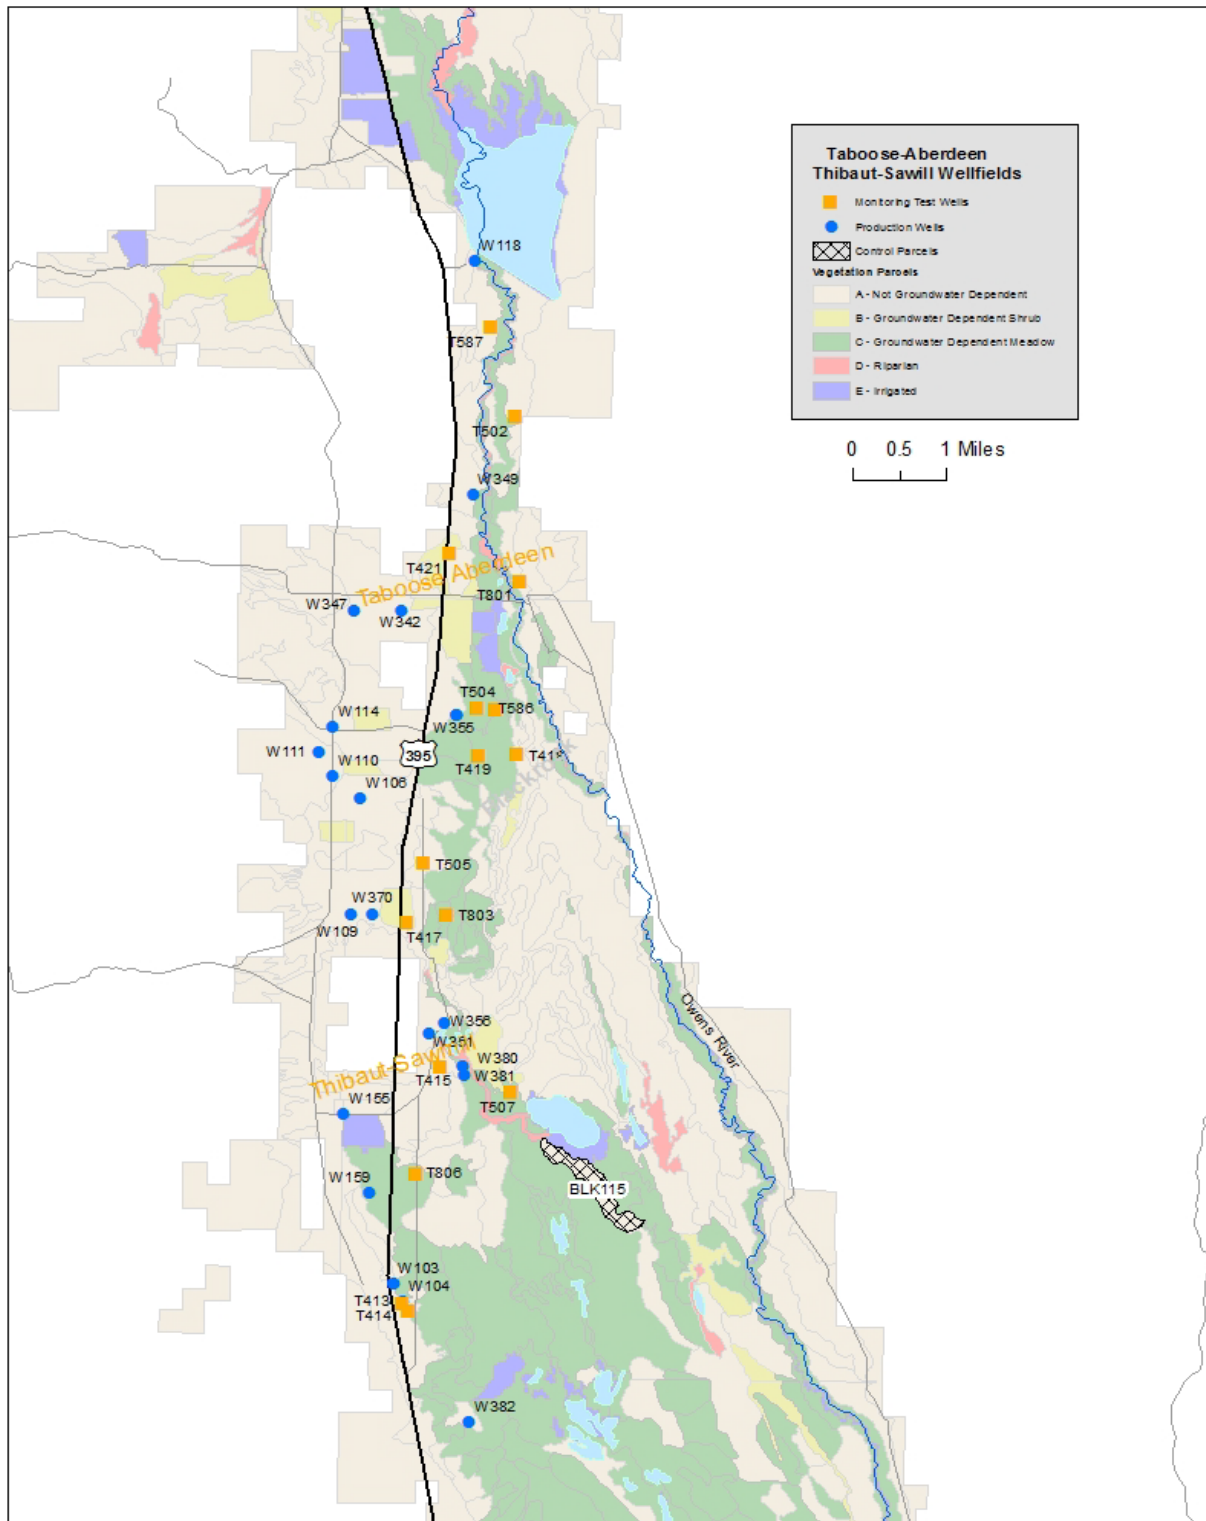 Taboose-Aberdeen
Thibaut-Sawill Wellfields
Monitoring Test Wells
Production Wells
Control Parcels
Vegetation Parcels
A - Not Groundwater Dependent
B - Groundwater Dependent Shrub
C - Groundwater Dependent Meadow
D - Riparian
E - Irrigated
0 0.5 1 Miles
W118
T587
T502
W349
T421
Taboose Aberdeen
T801
W347
W342
T504
T586
W355
W114
W111
W110
395
T419
T41
Blackrock
W106
T505
W370
W109
T803
T417
Owens River
W356
W351
Thibaut-Sawmill
W380
T415
W381
T507
W155
T806
W159
BLK115
W103
W104
T413
T414
W382